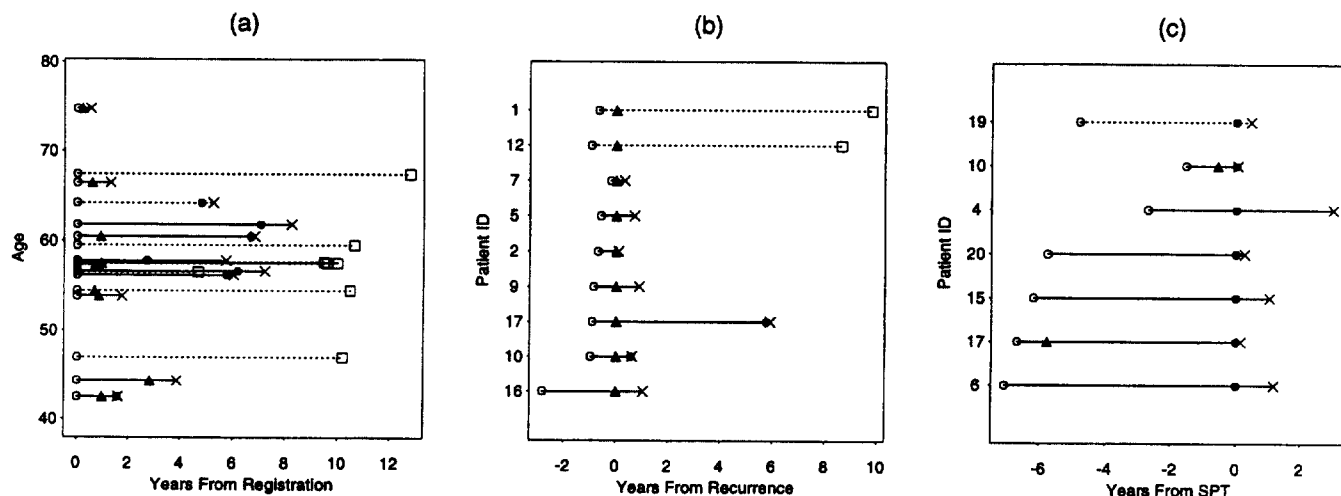 (a)
80
70
60
50
40
Age
0 2 4 6 8 10 12
Years From Registration
(b)
1
12
7
5
2
9
17
10
16
Patient ID
-2 0 2 4 6 8 10
Years From Recurrence
(c)
19
10
4
20
15
17
6
Patient ID
-6 -4 -2 0 2
Years From SPT